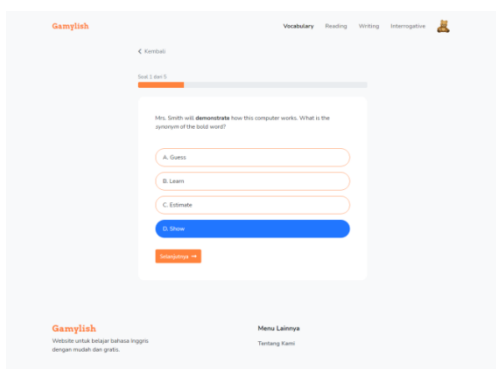 Gamylish
Vocabulary Reading Writing Interrogative
Kembali
Soal 1 dari 5
Mrs. Smith will demonstrate how this computer works. What is the
synonym of the bold word?
A. Guess
B. Learn
C. Estimate
D. Show
Selanjutnya →
Gamylish
Website untuk belajar bahasa Inggris
dengan mudah dan gratis.
Menu Lainnya
Tentang Kami